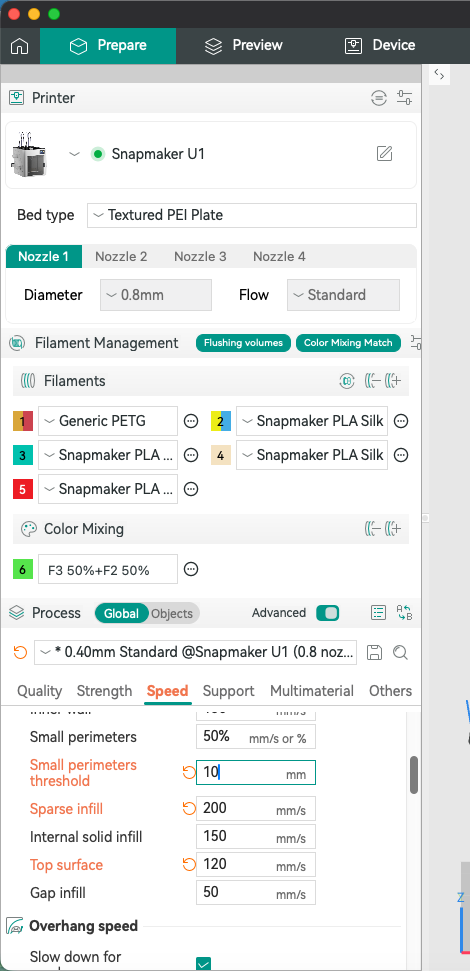 Prepare
Preview
Device
Printer
Snapmaker U1
Bed type
Textured PEI Plate
Nozzle 1
Nozzle 2
Nozzle 3
Nozzle 4
Diameter
0.8mm
Flow
Standard
Filament Management
Flushing volumes
Color Mixing Match
Filaments
1
Generic PETG
2
Snapmaker PLA Silk
3
Snapmaker PLA ...
4
Snapmaker PLA Silk
5
Snapmaker PLA ...
Color Mixing
6
F3 50%+F2 50%
Process
Global
Objects
Advanced
* 0.40mm Standard @Snapmaker U1 (0.8 noz...
Quality
Strength
Speed
Support
Multimaterial
Others
Inner wall
mm/s
Small perimeters
50%
mm/s or %
Small perimeters
threshold
10
mm
Sparse infill
200
mm/s
Internal solid infill
150
mm/s
Top surface
120
mm/s
Gap infill
50
mm/s
Overhang speed
Slow down for
Z